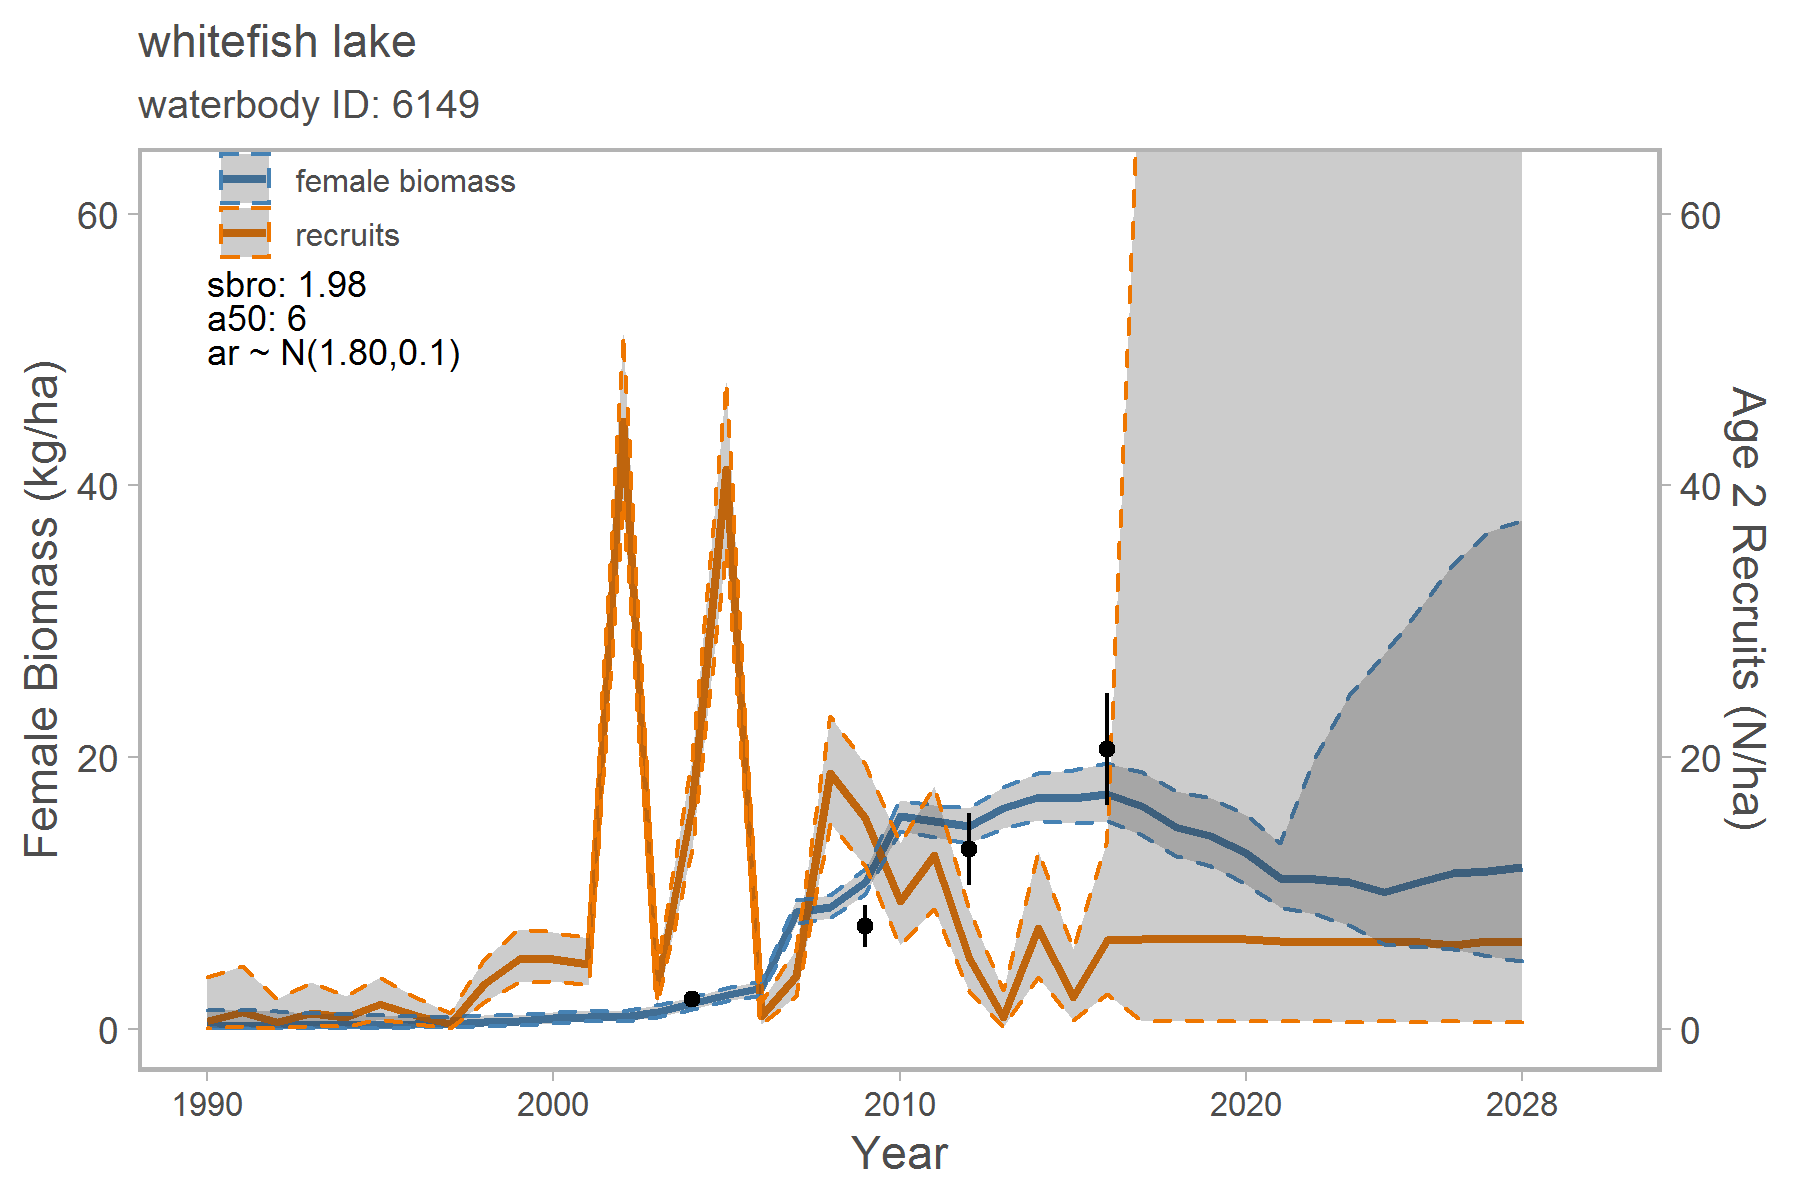 whitefish lake
waterbody ID: 6149
female biomass
recruits
sbro: 1.98
a50: 6
ar ~ N(1.80,0.1)
Female Biomass (kg/ha)
60
40
20
0
60
40
20
0
Age 2 Recruits (N/ha)
1990
2000
2010
2020
2028
Year